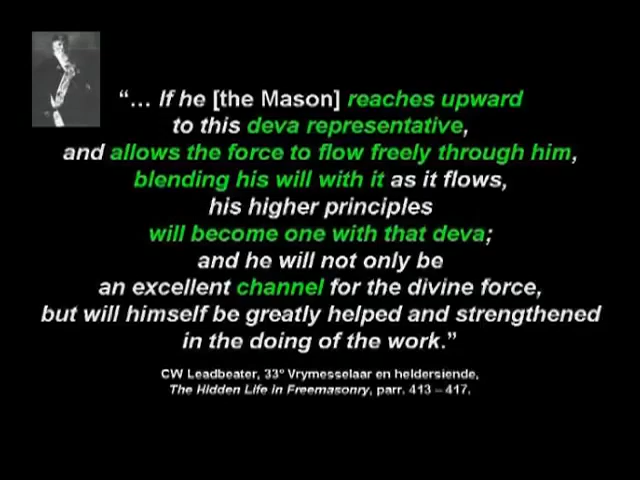 “… If he [the Mason] reaches upward
to this deva representative,
and allows the force to flow freely through him,
blending his will with it as it flows,
his higher principles
will become one with that deva;
and he will not only be
an excellent channel for the divine force,
but will himself be greatly helped and strengthened
in the doing of the work.”
CW Leadbeater, 33° Vrymesselaar en heldersiende,
The Hidden Life in Freemasonry, parr. 413 – 417.